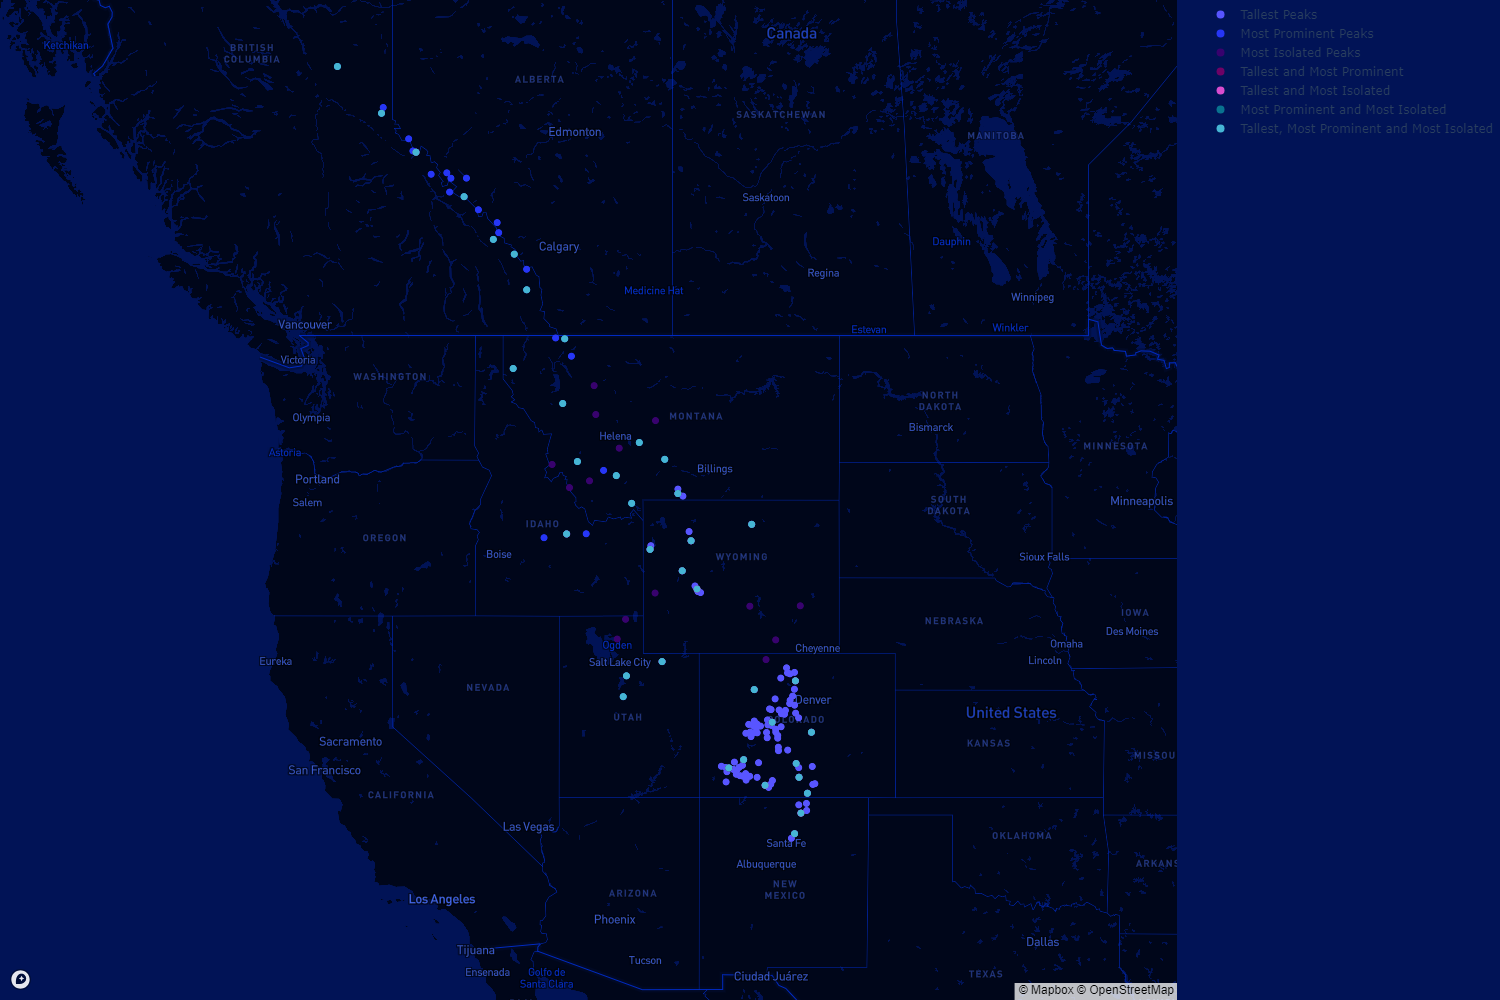 Tallest Peaks
Most Prominent Peaks
Most Isolated Peaks
Tallest and Most Prominent
Tallest and Most Isolated
Most Prominent and Most Isolated
Tallest, Most Prominent and Most Isolated
Canada
Ketchikan
BRITISH
COLUMBIA
ALBERTA
SASKATCHEWAN
MANITOBA
Edmonton
Saskatoon
Dauphin
Calgary
Regina
Medicine Hat
Winnipeg
Vancouver
Estevan
Winkler
Victoria
WASHINGTON
NORTH
DAKOTA
Olympia
MONTANA
Bismarck
Helena
MINNESOTA
Astoria
Billings
Portland
Salem
SOUTH
DAKOTA
Minneapolis
IDAHO
OREGON
Boise
WYOMING
Sioux Falls
IOWA
NEBRASKA
Des Moines
Omaha
Ogden
Cheyenne
Eureka
Salt Lake City
Lincoln
NEVADA
Denver
UTAH
COLORADO
United States
Sacramento
KANSAS
MISSOU
San Francisco
CALIFORNIA
Las Vegas
OKLAHOMA
Santa Fe
Albuquerque
ARKANS
NEW
MEXICO
ARIZONA
Los Angeles
Phoenix
Dallas
Tijuana
Tucson
Ensenada
Golfo de
Santa Clara
Ciudad Juárez
TEXAS
© Mapbox © OpenStreetMap